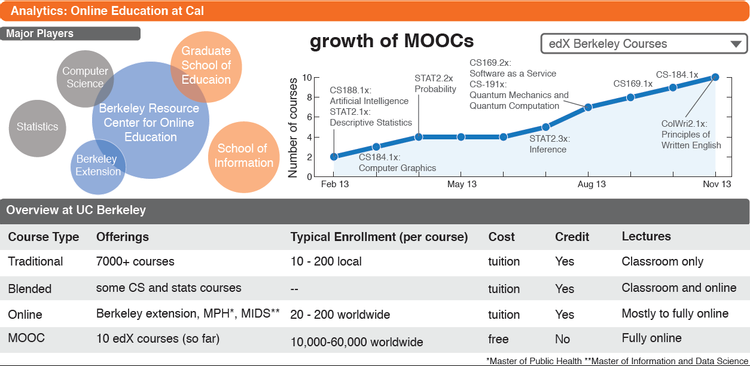 Analytics: Online Education at Cal
Major Players
Computer
Science
Graduate
School of
Educaion
Berkeley Resource
Center for Online
Education
Statistics
Berkeley
Extension
School of
Information
growth of MOOCs
edX Berkeley Courses
Number of courses
10
8
6
4
2
0
CS188.1x:
Artificial Intelligence
STAT2.1x:
Descriptive Statistics
CS184.1x:
Computer Graphics
STAT2.2x
Probability
CS169.2x:
Software as a Service
CS-191x:
Quantum Mechanics and
Quantum Computation
STAT2.3x:
Inference
CS169.1x
CS-184.1x
ColWri2.1x:
Principles of
Written English
Feb 13
May 13
Aug 13
Nov 13
Overview at UC Berkeley
Course Type Offerings Typical Enrollment (per course) Cost Credit Lectures
Traditional 7000+ courses 10 - 200 local tuition Yes Classroom only
Blended some CS and stats courses -- tuition Yes Classroom and online
Online Berkeley extension, MPH*, MIDS** 20 - 200 worldwide tuition Yes Mostly to fully online
MOOC 10 edX courses (so far) 10,000-60,000 worldwide free No Fully online
*Master of Public Health **Master of Information and Data Science